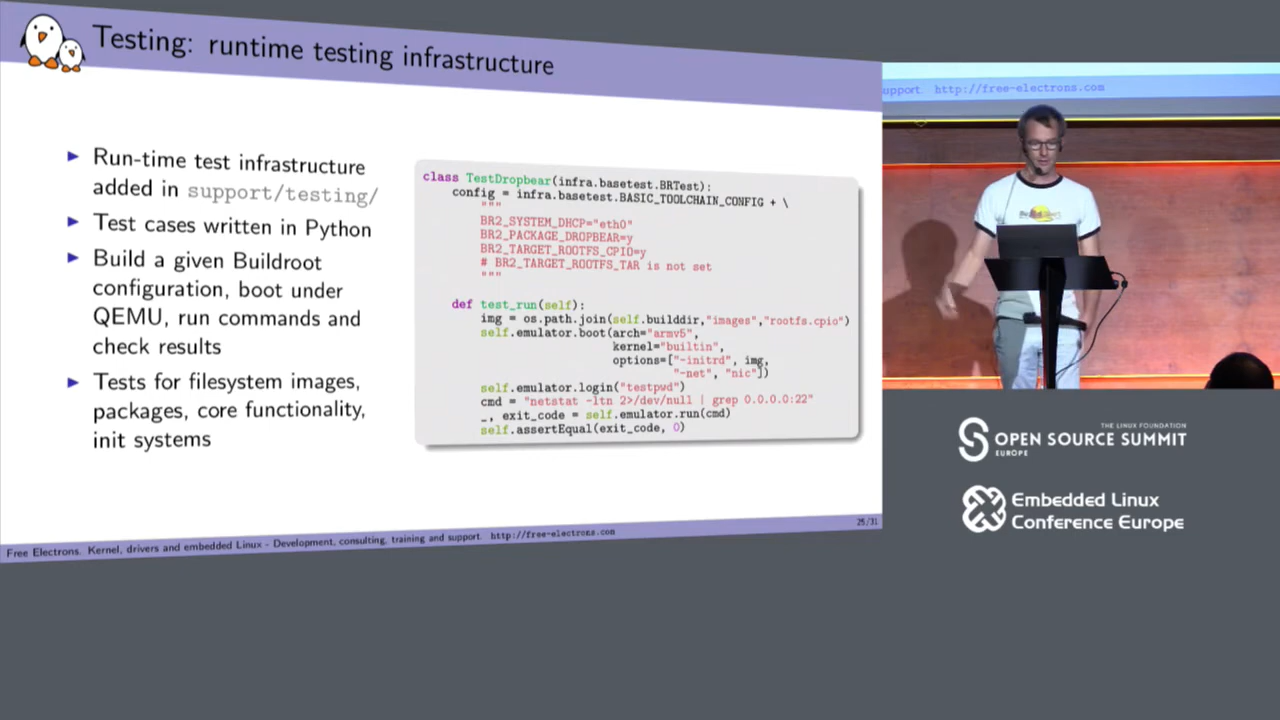 Testing: runtime testing infrastructure
Run-time test infrastructure
added in support/testing/
Test cases written in Python
Build a given Buildroot
configuration, boot under
QEMU, run commands and
check results
Tests for filesystem images,
packages, core functionality,
init systems
class TestDropbear(infra.basetest.BRTest):
config = infra.basetest.BASIC_TOOLCHAIN_CONFIG + \
"""
BR2_SYSTEM_DHCP="eth0"
BR2_PACKAGE_DROPBEAR=y
BR2_TARGET_ROOTFS_CPIO=y
# BR2_TARGET_ROOTFS_TAR is not set
"""
def test_run(self):
img = os.path.join(self.builddir,"images","rootfs.cpio")
self.emulator.boot(arch="armv5",
kernel="builtin",
options=["-initrd", img,
"-net", "nic"])
self.emulator.login("testpwd")
cmd = "netstat -ltn 2>/dev/null | grep 0.0.0.0:22"
_, exit_code = self.emulator.run(cmd)
self.assertEqual(exit_code, 0)
Free Electrons. Kernel, drivers and embedded Linux - Development, consulting, training and support. http://free-electrons.com
25/31
upport. http://free-electrons.com
THE LINUX FOUNDATION
OPEN SOURCE SUMMIT
EUROPE
Embedded Linux
Conference Europe